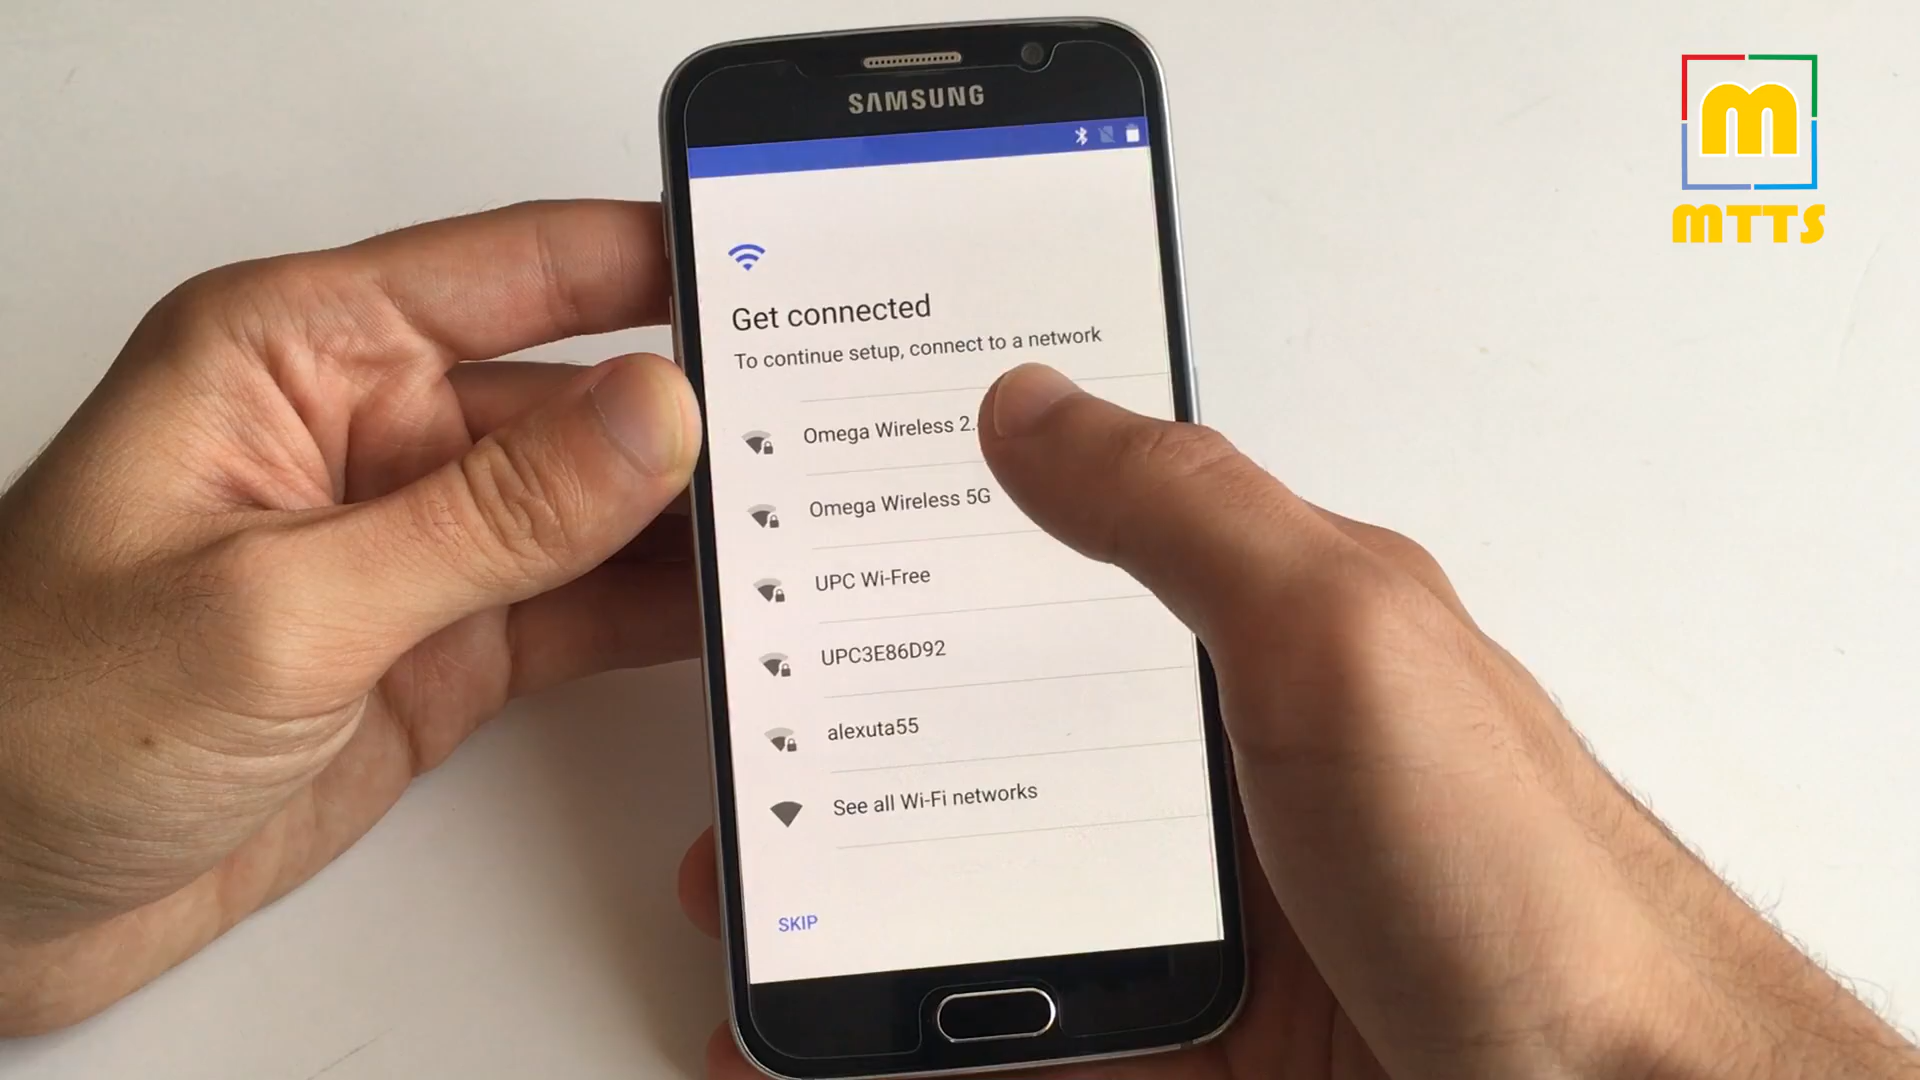 SAMSUNG
m
MTTS
Get connected
To continue setup, connect to a network
Omega Wireless 2.
Omega Wireless 5G
UPC Wi-Free
UPC3E86D92
alexuta55
See all Wi-Fi networks
SKIP